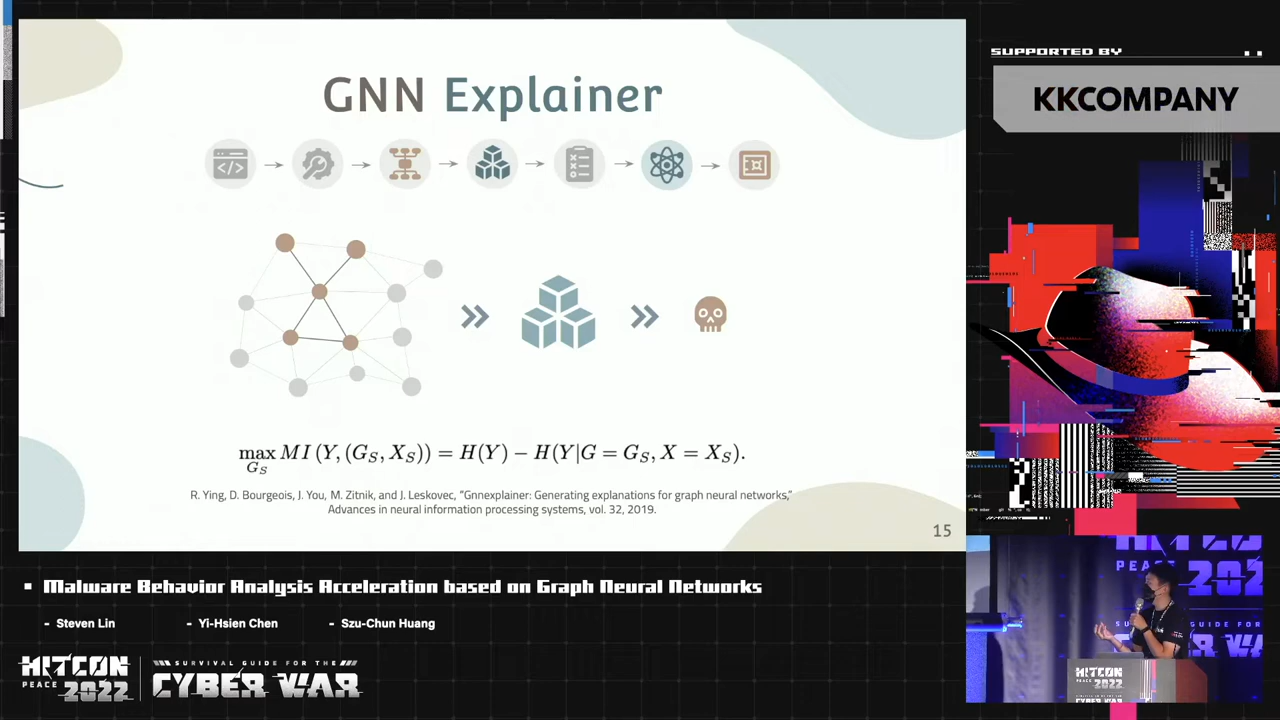 SUPPORTED BY
KKCOMPANY
GNN Explainer
max MI (Y, (G_S, X_S)) = H(Y) − H(Y|G = G_S, X = X_S).
G_S
R. Ying, D. Bourgeois, J. You, M. Zitnik, and J. Leskovec, "Gnnexplainer: Generating explanations for graph neural networks,"
Advances in neural information processing systems, vol. 32, 2019.
15
Malware Behavior Analysis Acceleration based on Graph Neural Networks
- Steven Lin
- Yi-Hsien Chen
- Szu-Chun Huang
HITCON
PEACE 2022
SURVIVAL GUIDE FOR THE
CYBER WAR
HITCON
PEACE 2022